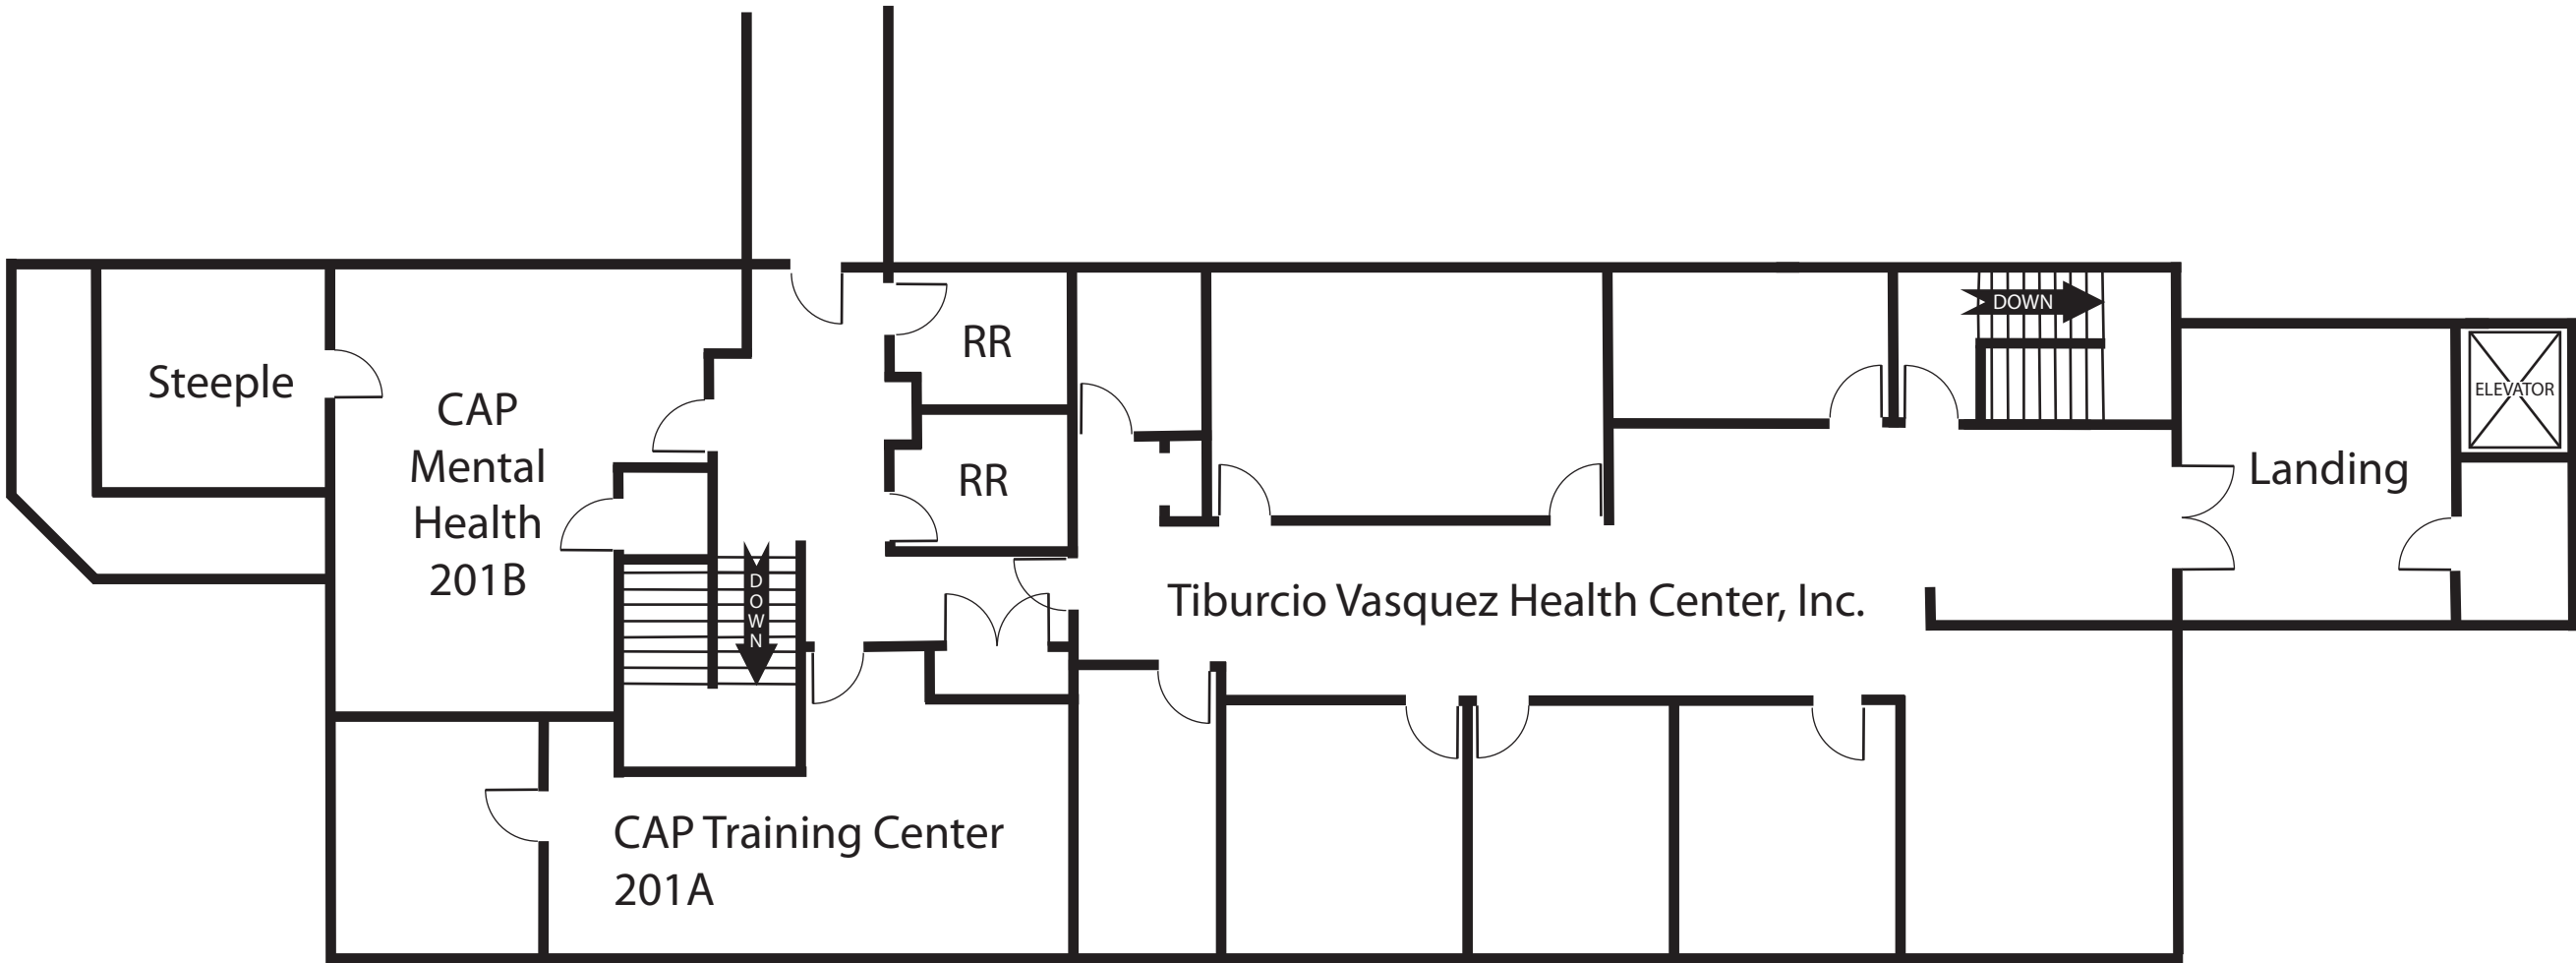 DOWN
RR
Steeple
ELEVATOR
CAP
Mental
Health
201B
RR
Landing
DOWN
Tiburcio Vasquez Health Center, Inc.
CAP Training Center
201A